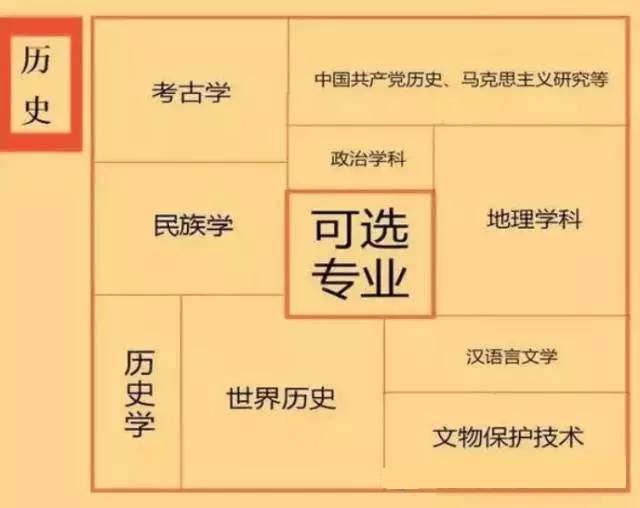 历
史
考古学
中国共产党历史、马克思主义研究等
政治学科
民族学
可选
专业
地理学科
历
史
学
世界历史
汉语言文学
文物保护技术